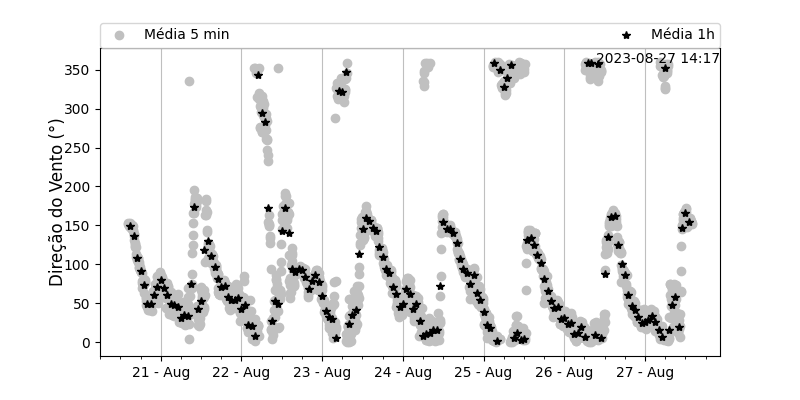 Média 5 min
Média 1h
2023-08-27 14:17
Direção do Vento (°)
350
300
250
200
150
100
50
0
21 - Aug
22 - Aug
23 - Aug
24 - Aug
25 - Aug
26 - Aug
27 - Aug